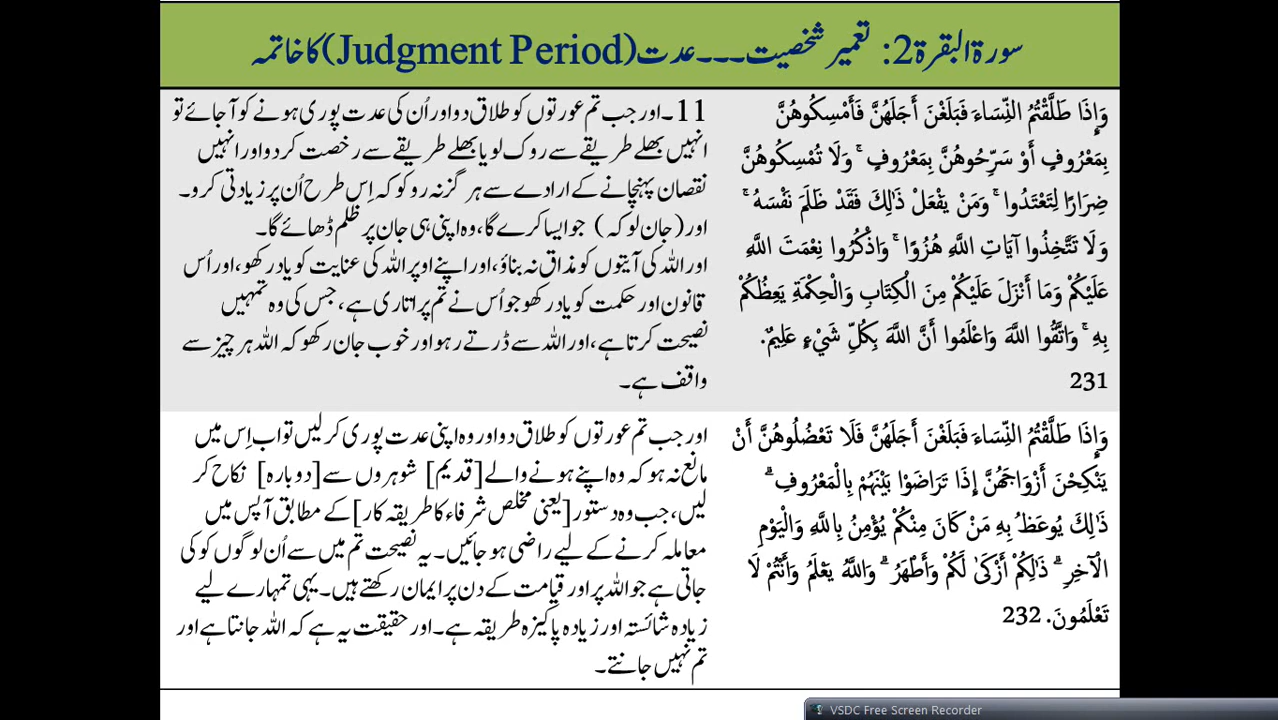 سورۃ البقرۃ 2: تعمیر شخصیت۔۔۔عدت (Judgment Period) کا خاتمہ
وَإِذَا طَلَّقْتُمُ النِّسَاءَ فَبَلَغْنَ أَجَلَهُنَّ فَأَمْسِكُوهُنَّ
بِمَعْرُوفٍ أَوْ سَرِّحُوهُنَّ بِمَعْرُوفٍ ۚ وَلَا تُمْسِكُوهُنَّ
ضِرَارًا لِتَعْتَدُوا ۚ وَمَنْ يَفْعَلْ ذَٰلِكَ فَقَدْ ظَلَمَ نَفْسَهُ ۚ
وَلَا تَتَّخِذُوا آيَاتِ اللَّهِ هُزُوًا ۚ وَاذْكُرُوا نِعْمَتَ اللَّهِ
عَلَيْكُمْ وَمَا أَنْزَلَ عَلَيْكُمْ مِنَ الْكِتَابِ وَالْحِكْمَةِ يَعِظُكُمْ
بِهِ ۚ وَاتَّقُوا اللَّهَ وَاعْلَمُوا أَنَّ اللَّهَ بِكُلِّ شَيْءٍ عَلِيمٌ.
231
11۔اور جب تم عورتوں کو طلاق دو اور اُن کی عدت پوری ہونے کو آ جائے تو
انہیں بھلے طریقے سے روک لو یا بھلے طریقے سے رخصت کر دو اور انہیں
نقصان پہنچانے کے ارادے سے ہر گز نہ روکو کہ اِس طرح اُن پر زیادتی کرو۔
اور (جان لو کہ) جو ایسا کرے گا، وہ اپنی ہی جان پر ظلم ڈھائے گا۔
اور اللہ کی آیتوں کو مذاق نہ بناؤ، اور اپنے اوپر اللہ کی عنایت کو یاد رکھو، اور اُس
قانون اور حکمت کو یاد رکھو جو اُس نے تم پر اتاری ہے، جس کی وہ تمہیں
نصیحت کرتا ہے، اور اللہ سے ڈرتے رہو اور خوب جان رکھو کہ اللہ ہر چیز سے
واقف ہے۔
وَإِذَا طَلَّقْتُمُ النِّسَاءَ فَبَلَغْنَ أَجَلَهُنَّ فَلَا تَعْضُلُوهُنَّ أَنْ
يَنْكِحْنَ أَزْوَاجَهُنَّ إِذَا تَرَاضَوْا بَيْنَهُمْ بِالْمَعْرُوفِ ۗ
ذَٰلِكَ يُوعَظُ بِهِ مَنْ كَانَ مِنْكُمْ يُؤْمِنُ بِاللَّهِ وَالْيَوْمِ
الْآخِرِ ۗ ذَٰلِكُمْ أَزْكَىٰ لَكُمْ وَأَطْهَرُ ۗ وَاللَّهُ يَعْلَمُ وَأَنْتُمْ لَا
تَعْلَمُونَ. 232
اور جب تم عورتوں کو طلاق دو اور وہ اپنی عدت پوری کر لیں تو اب اِس میں
مانع نہ ہو کہ وہ اپنے ہونے والے [قدیم] شوہروں سے [دوبارہ] نکاح کر
لیں، جب وہ دستور [یعنی مخلص شرفاء کا طریقہ کار] کے مطابق آپس میں
معاملہ کرنے کے لیے راضی ہو جائیں۔ یہ نصیحت تم میں سے اُن لوگوں کو کی
جاتی ہے جو اللہ پر اور قیامت کے دن پر ایمان رکھتے ہیں۔ یہی تمہارے لیے
زیادہ شائستہ اور زیادہ پاکیزہ طریقہ ہے۔ اور حقیقت یہ ہے کہ اللہ جانتا ہے اور
تم نہیں جانتے۔
VSDC Free Screen Recorder